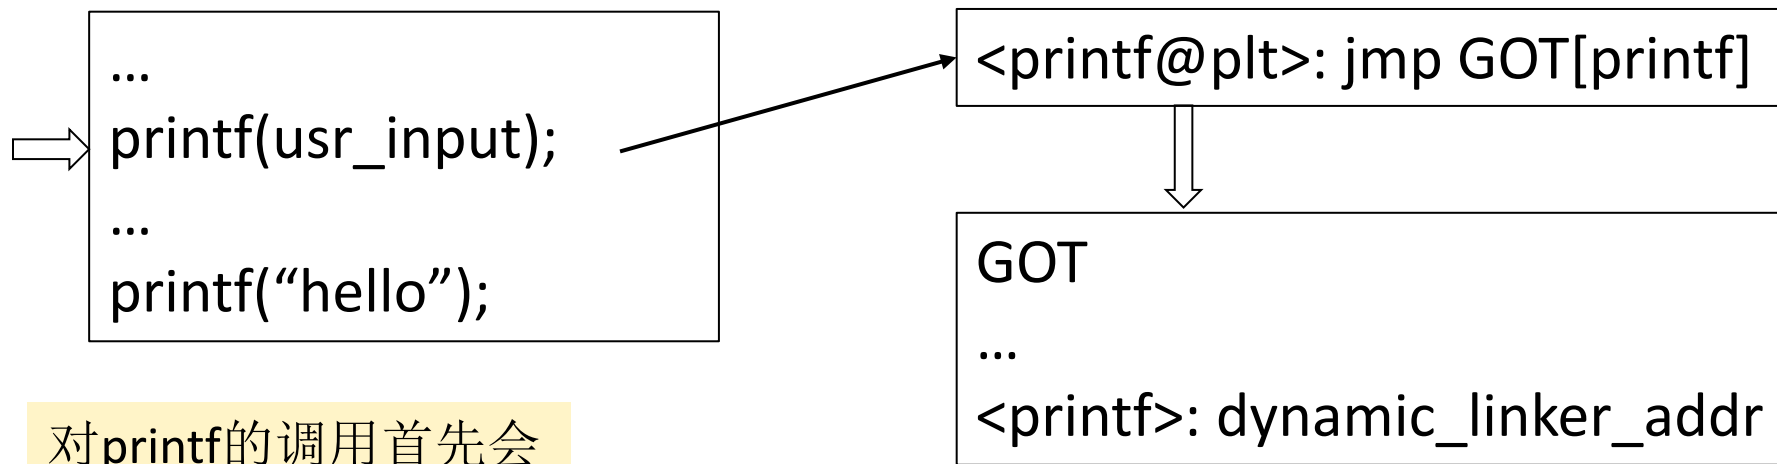 …
printf(usr_input);
…
printf(“hello”);
<printf@plt>: jmp GOT[printf]
GOT
…
<printf>: dynamic_linker_addr
对printf的调用首先会